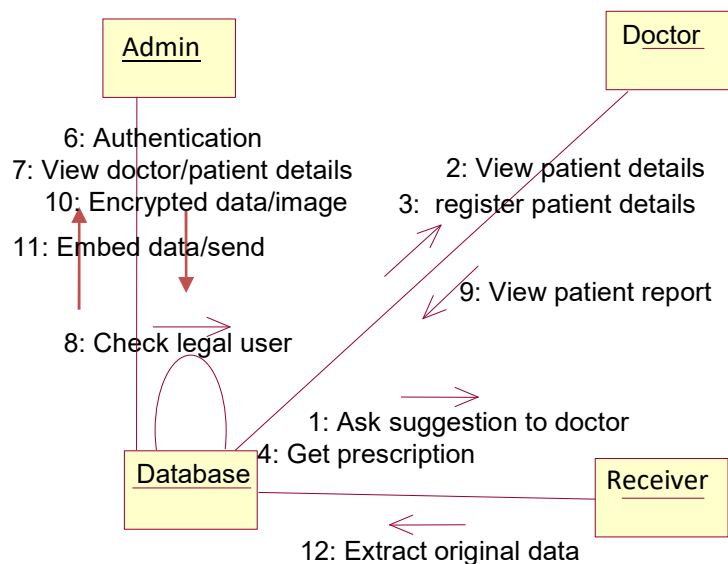 Admin
Doctor
6: Authentication
7: View doctor/patient details
10: Encrypted data/image
11: Embed data/send
2: View patient details
3: register patient details
9: View patient report
8: Check legal user
1: Ask suggestion to doctor
4: Get prescription
Database
Receiver
12: Extract original data